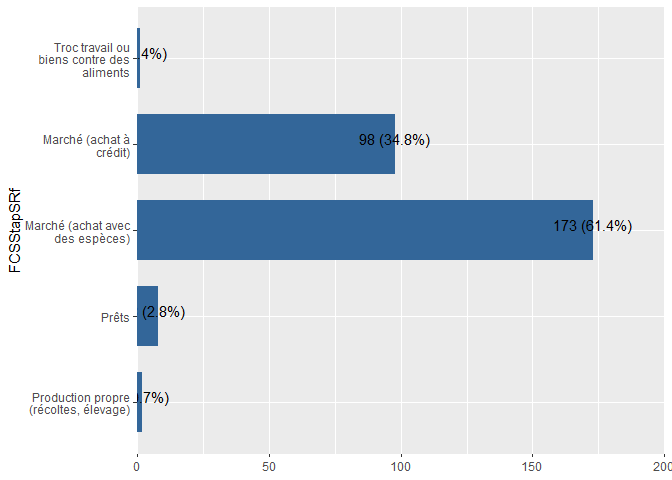 FCSStapSRf
Troc travail ou
biens contre des
aliments
4%)
Marché (achat à
crédit)
98 (34.8%)
Marché (achat avec
des espèces)
173 (61.4%)
Prêts
(2.8%)
Production propre
(récoltes, élevage)
.7%)
0 50 100 150 200